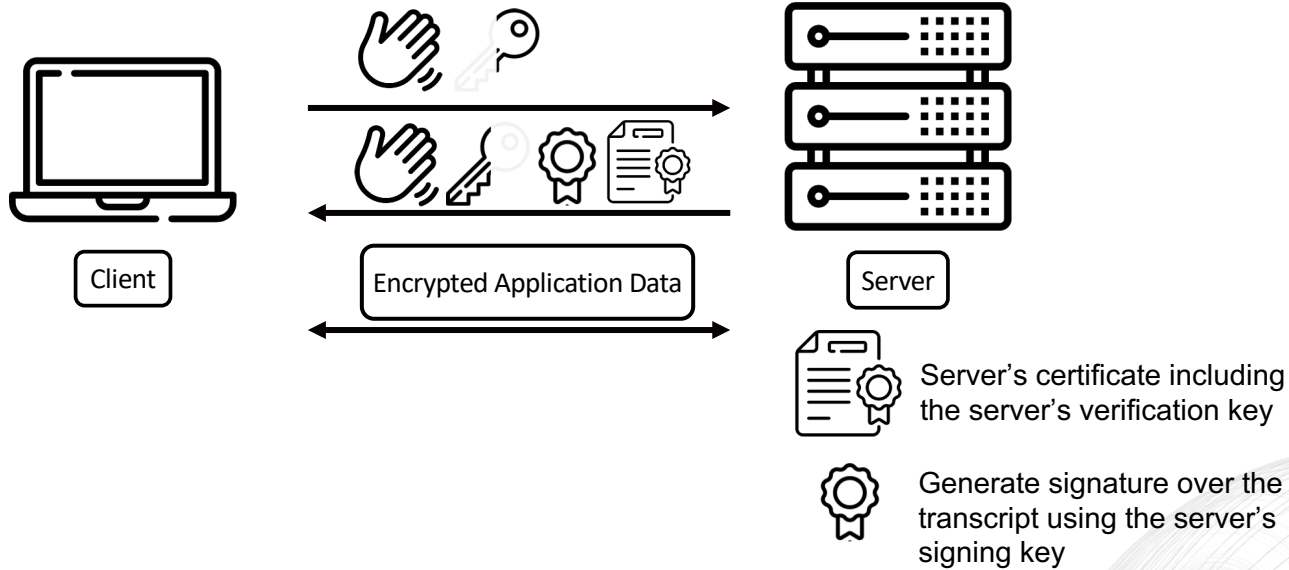 Client
Encrypted Application Data
Server
Server’s certificate including
the server’s verification key
Generate signature over the
transcript using the server’s
signing key